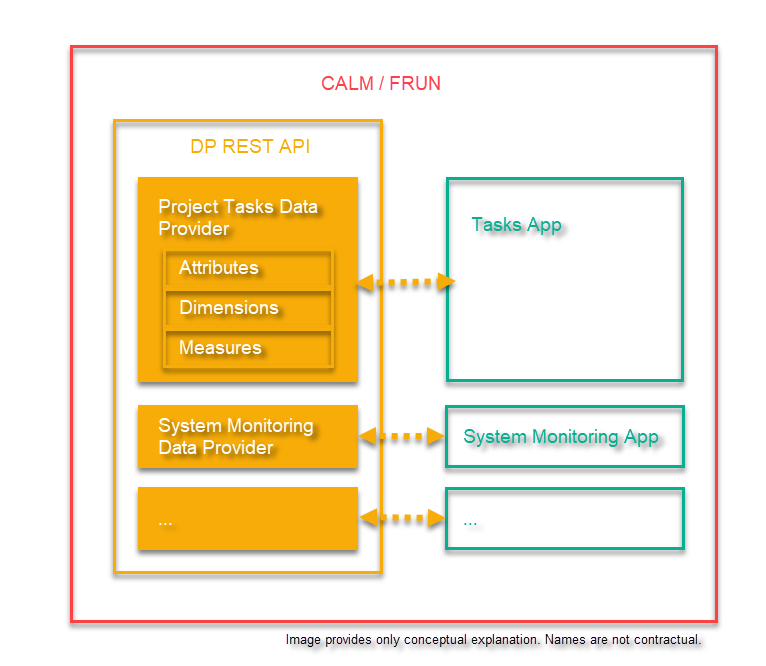 CALM / FRUN
DP REST API
Project Tasks Data
Provider
Attributes
Dimensions
Measures
Tasks App
System Monitoring
Data Provider
System Monitoring App
...
...
Image provides only conceptual explanation. Names are not contractual.